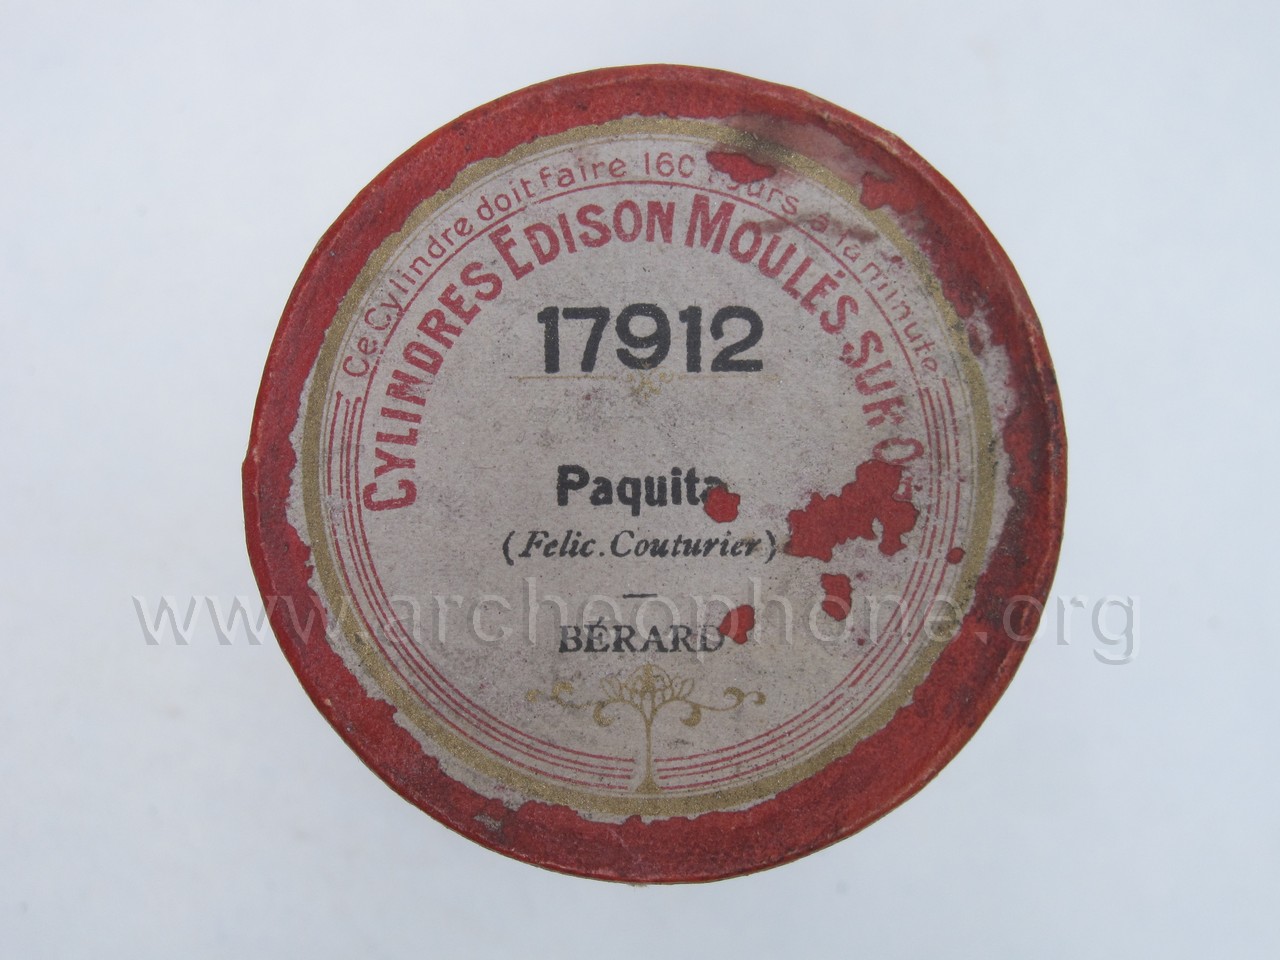 Ce Cylindre doit faire 160 Tours à la minute.
CYLINDRES EDISON MOULÉS SUR
17912
Paquita
(Felic. Couturier)
—
BÉRARD
www.archeophone.org